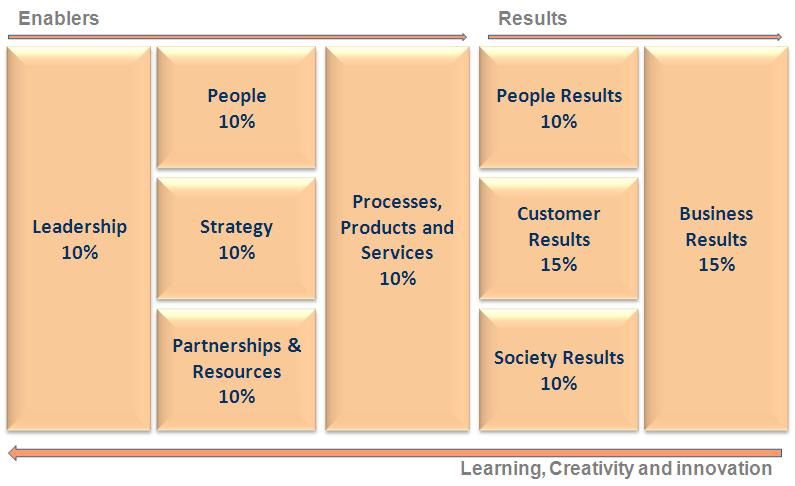 Enablers
Results
Leadership
10%
People
10%
Strategy
10%
Partnerships &
Resources
10%
Processes,
Products and
Services
10%
People Results
10%
Customer
Results
15%
Society Results
10%
Business
Results
15%
Learning, Creativity and innovation